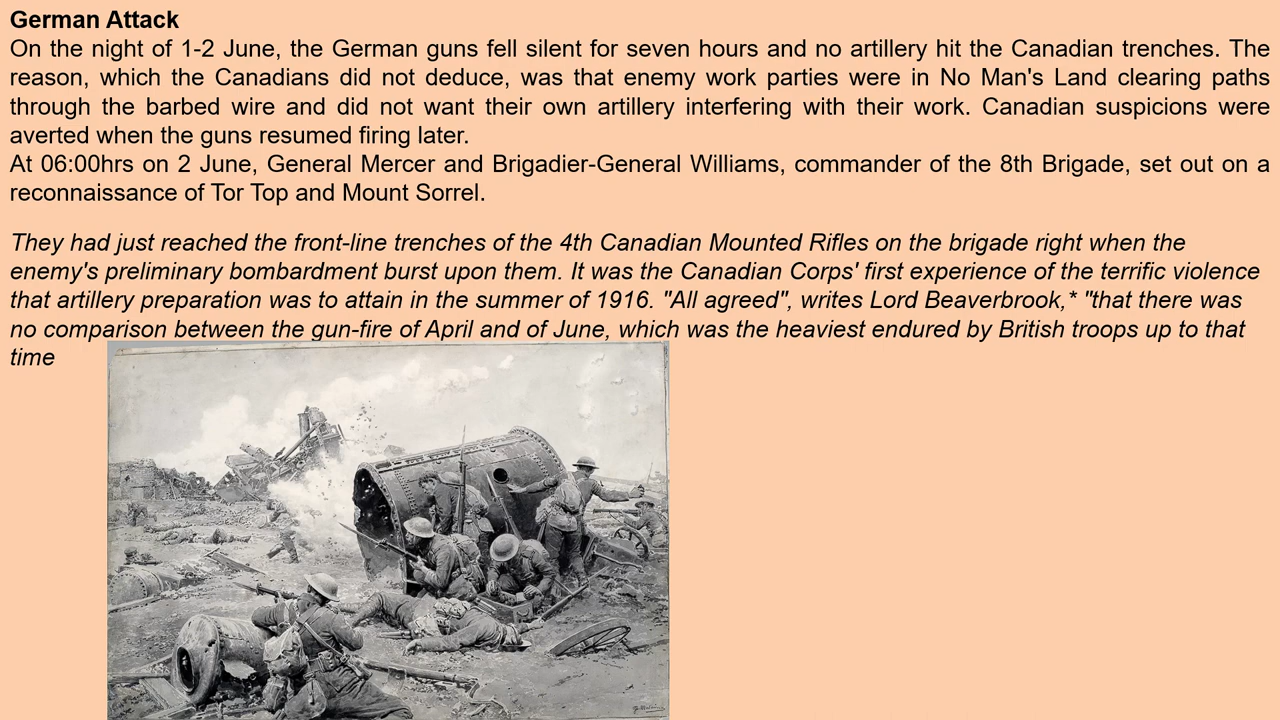 German Attack
On the night of 1-2 June, the German guns fell silent for seven hours and no artillery hit the Canadian trenches. The
reason, which the Canadians did not deduce, was that enemy work parties were in No Man's Land clearing paths
through the barbed wire and did not want their own artillery interfering with their work. Canadian suspicions were
averted when the guns resumed firing later.
At 06:00hrs on 2 June, General Mercer and Brigadier-General Williams, commander of the 8th Brigade, set out on a
reconnaissance of Tor Top and Mount Sorrel.
They had just reached the front-line trenches of the 4th Canadian Mounted Rifles on the brigade right when the
enemy's preliminary bombardment burst upon them. It was the Canadian Corps' first experience of the terrific violence
that artillery preparation was to attain in the summer of 1916. "All agreed", writes Lord Beaverbrook,* "that there was
no comparison between the gun-fire of April and of June, which was the heaviest endured by British troops up to that
time